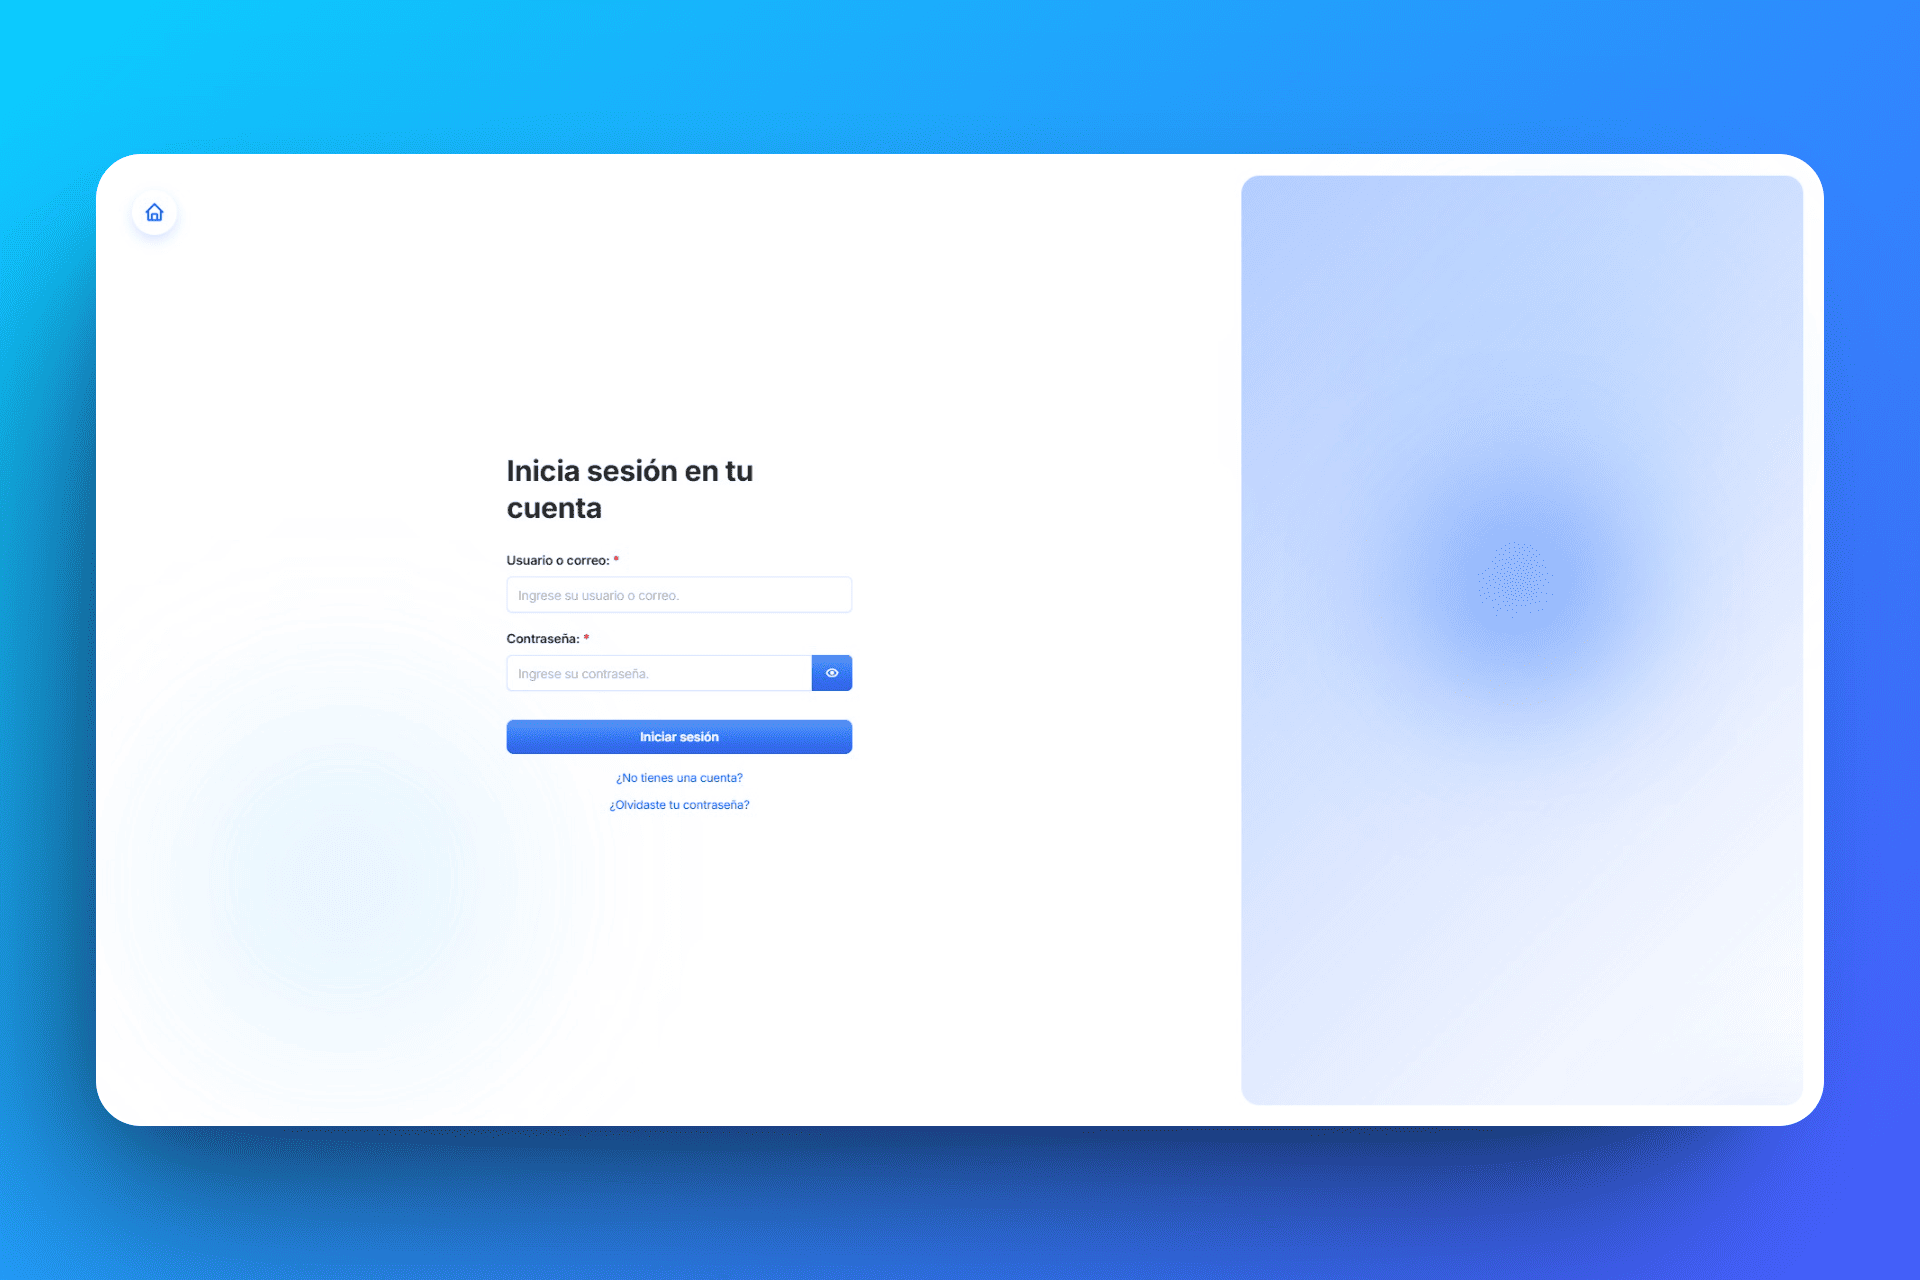 Inicia sesión en tu
cuenta
Usuario o correo: *
Ingrese su usuario o correo.
Contraseña: *
Ingrese su contraseña.
Iniciar sesión
¿No tienes una cuenta?
¿Olvidaste tu contraseña?